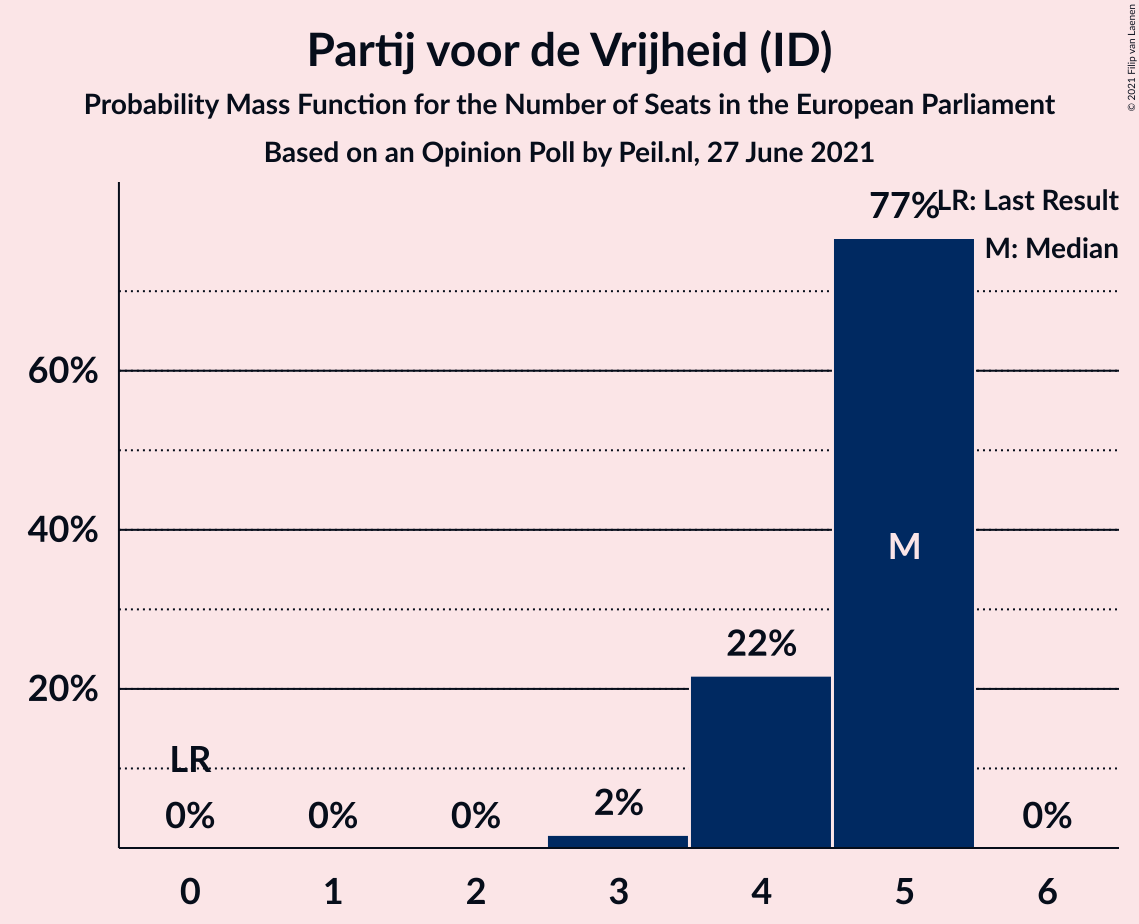 Partij voor de Vrijheid (ID)
Probability Mass Function for the Number of Seats in the European Parliament
Based on an Opinion Poll by Peil.nl, 27 June 2021
© 2021 Filip van Laenen
77%
LR: Last Result
M: Median
60%
40%
M
22%
20%
LR
0%
0%
0%
2%
0%
0
1
2
3
4
5
6